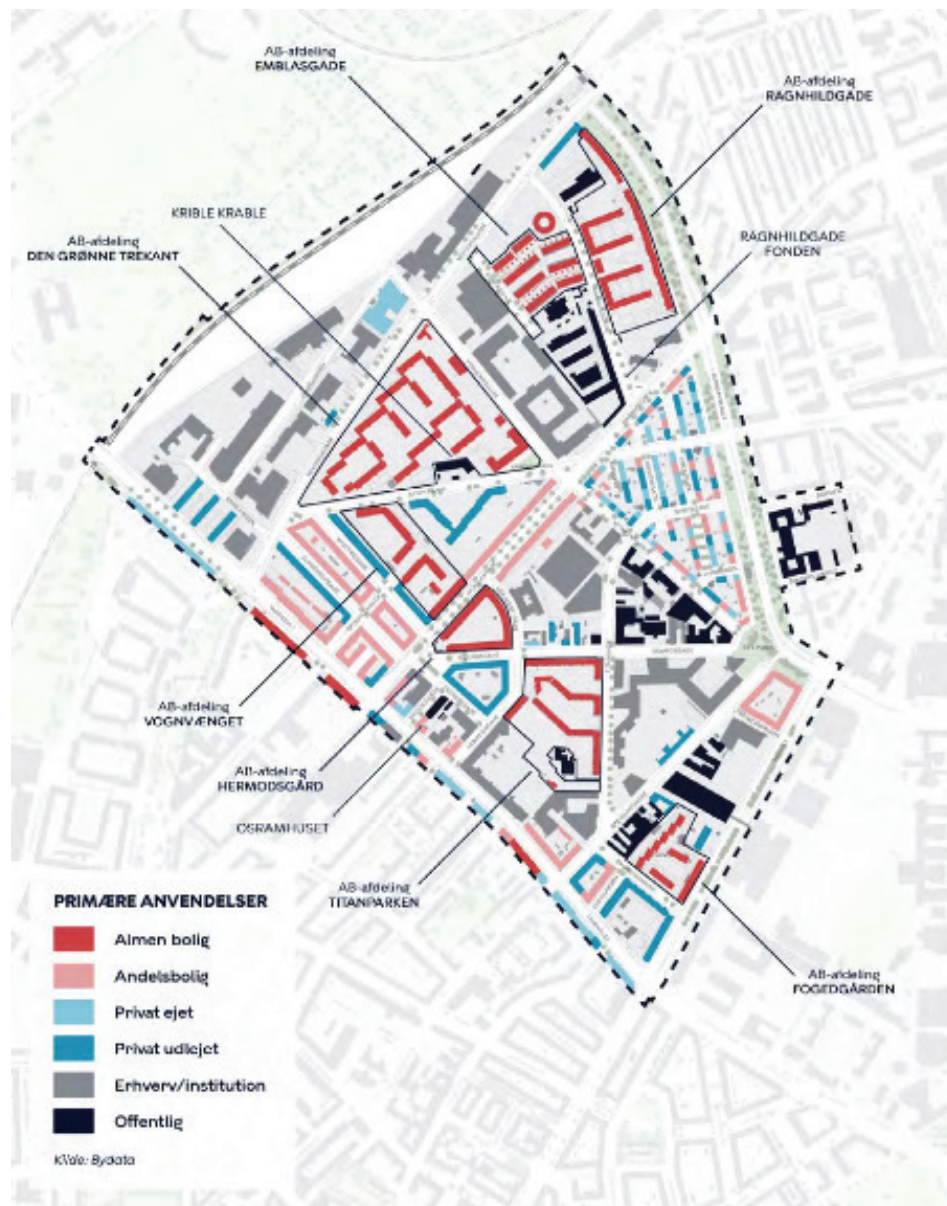 AB-afdeling
EMBLASGADE
AB-afdeling
RAGNHILDGADE
KRIBLE KRABLE
AB-afdeling
DEN GRØNNE TREKANT
RAGNHILDGADE
FONDEN
AB-afdeling
VOGNVÆNGET
AB-afdeling
HERMODSGÅRD
OSRAMHUSET
AB-afdeling
TITANPARKEN
AB-afdeling
FOGEDGÅRDEN
PRIMÆRE ANVENDELSER
Almen bolig
Andelsbolig
Privat ejet
Privat udlejet
Erhverv/institution
Offentlig
Kilde: Bydata